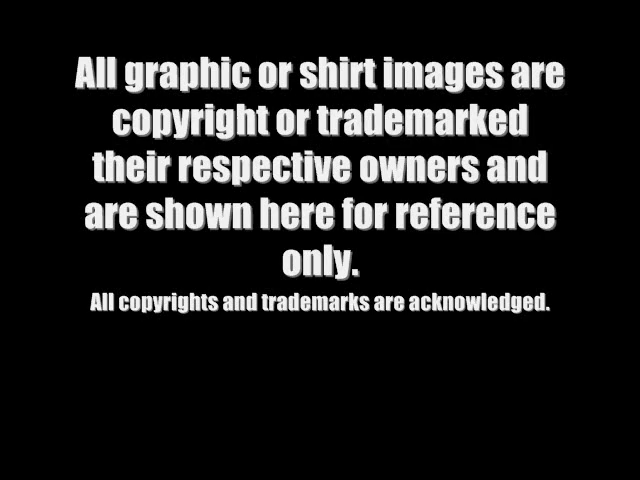 All graphic or shirt images are
copyright or trademarked
their respective owners and
are shown here for reference
only.
All copyrights and trademarks are acknowledged.